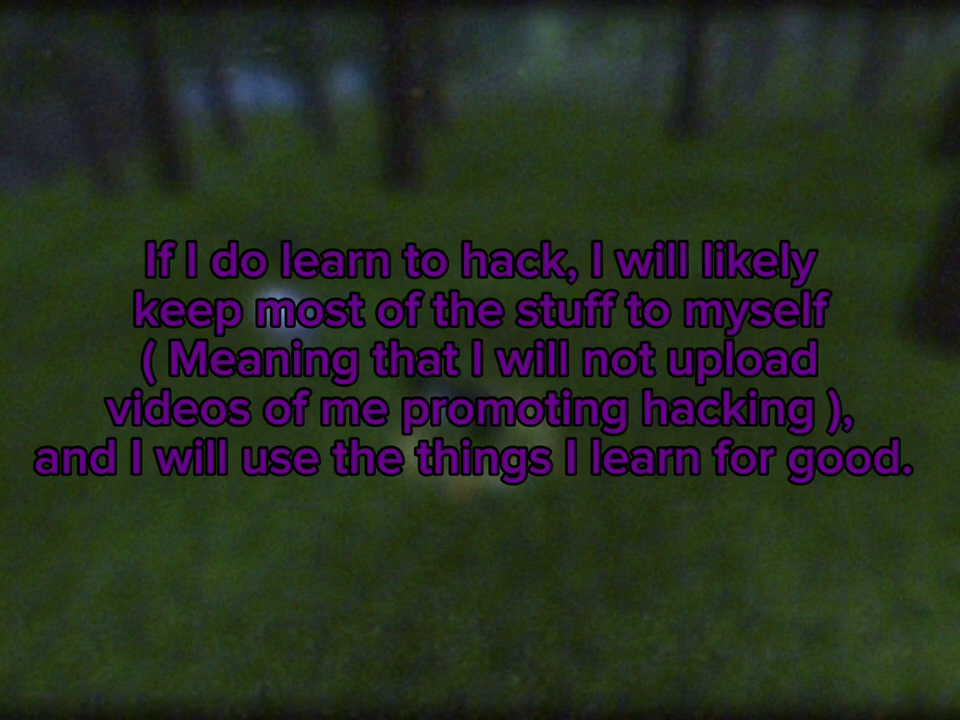 If I do learn to hack, I will likely
keep most of the stuff to myself
( Meaning that I will not upload
videos of me promoting hacking ),
and I will use the things I learn for good.